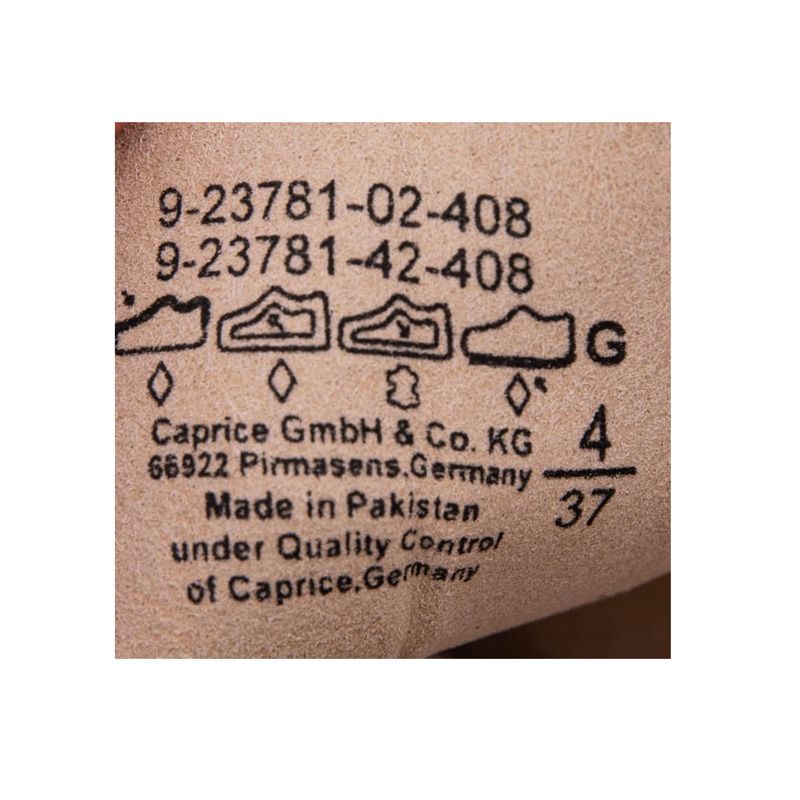 9-23781-02-408
9-23781-42-408
G
Caprice GmbH & Co. KG
66922 Pirmasens,Germany
4
37
Made in Pakistan
under Quality Control
of Caprice,Germany